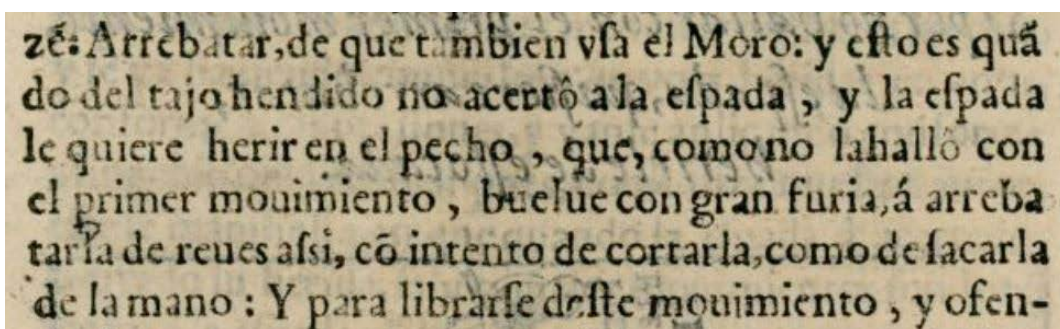 zẽ: Arrebatar, de que tambien vſa el Moro: y eſto es quã
do del tajo hendido no acertô a la eſpada , y la eſpada
le quiere herir en el pecho , que, como no la hallô con
el primer mouimiento , buelue con gran furia, á arreba
tarla de reues aſsi, cõ intento de cortarla, como de ſacarla
de la mano : Y para librarſe deſte mouimiento , y ofen-